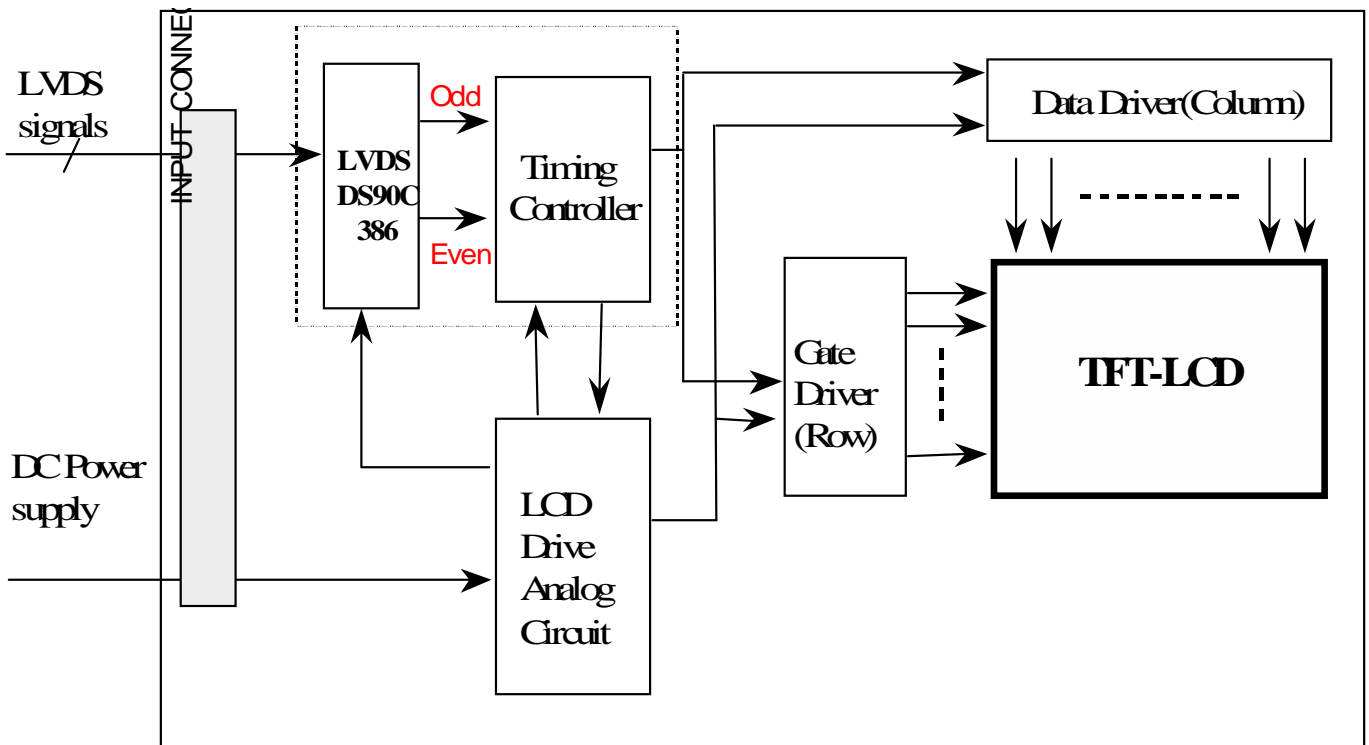 LVDS
signals
INPUT CONNE
LVDS
DS90C
386
Odd
Even
Timing
Controller
Data Driver(Column)
Gate
Driver
(Row)
TFT-LCD
DC Power
supply
LCD
Drive
Analog
Circuit